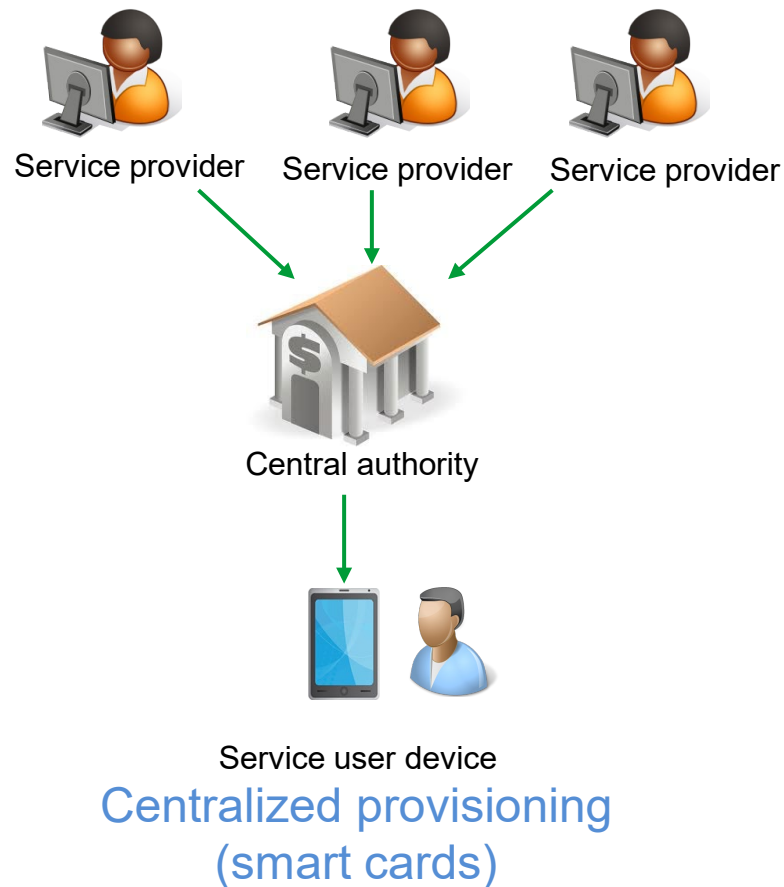 Service provider
Service provider
Service provider
$
Central authority
Service user device
Centralized provisioning
(smart cards)